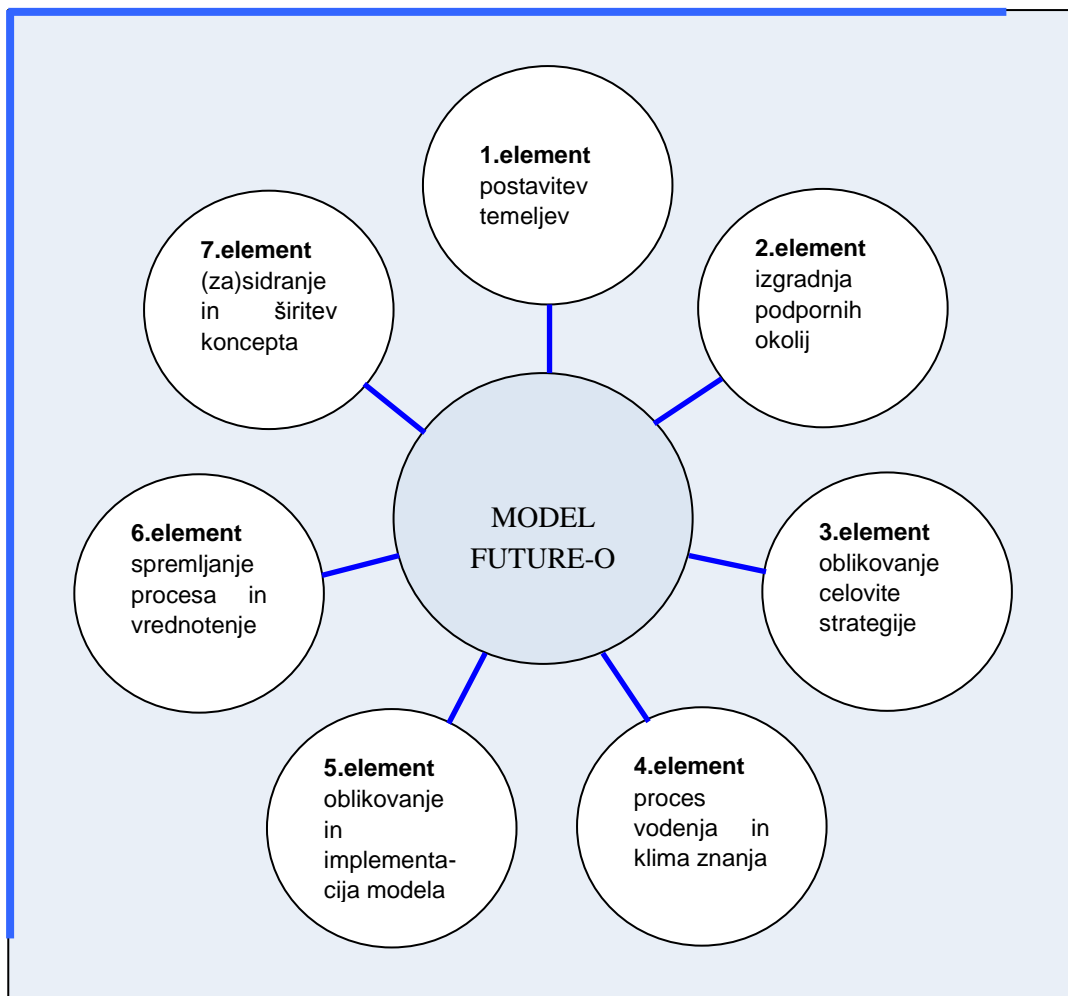 1.element
postavitev
temeljev
2.element
izgradnja
podpornih
okolij
3.element
oblikovanje
celovite
strategije
4.element
proces
vodenja in
klima znanja
5.element
oblikovanje
in
implementa-
cija modela
6.element
spremljanje
procesa in
vrednotenje
7.element
(za)sidranje
in širitev
koncepta
MODEL
FUTURE-O